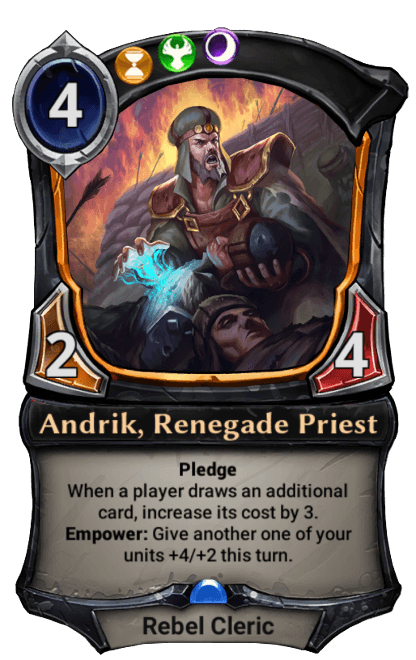 4
2
4
Andrik, Renegade Priest
Pledge
When a player draws an additional
card, increase its cost by 3.
Empower: Give another one of your
units +4/+2 this turn.
Rebel Cleric